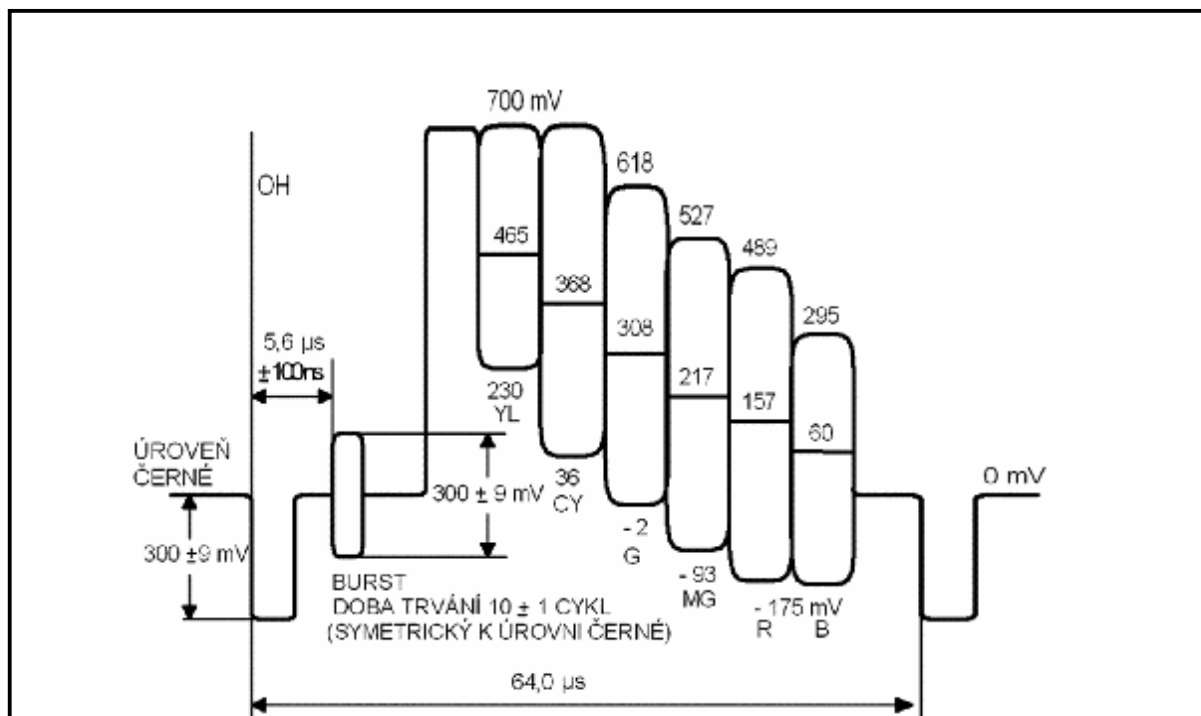 700 mV
618
OH
527
465
489
368
295
308
5,6 µs
± 100ns
217
157
230
YL
60
ÚROVEŇ
ČERNÉ
300 ± 9 mV
36
CY
0 mV
- 2
G
300 ±9 mV
- 93
MG
BURST
DOBA TRVÁNÍ 10 ± 1 CYKL
(SYMETRICKÝ K ÚROVNI ČERNÉ)
- 175 mV
R B
64,0 µs